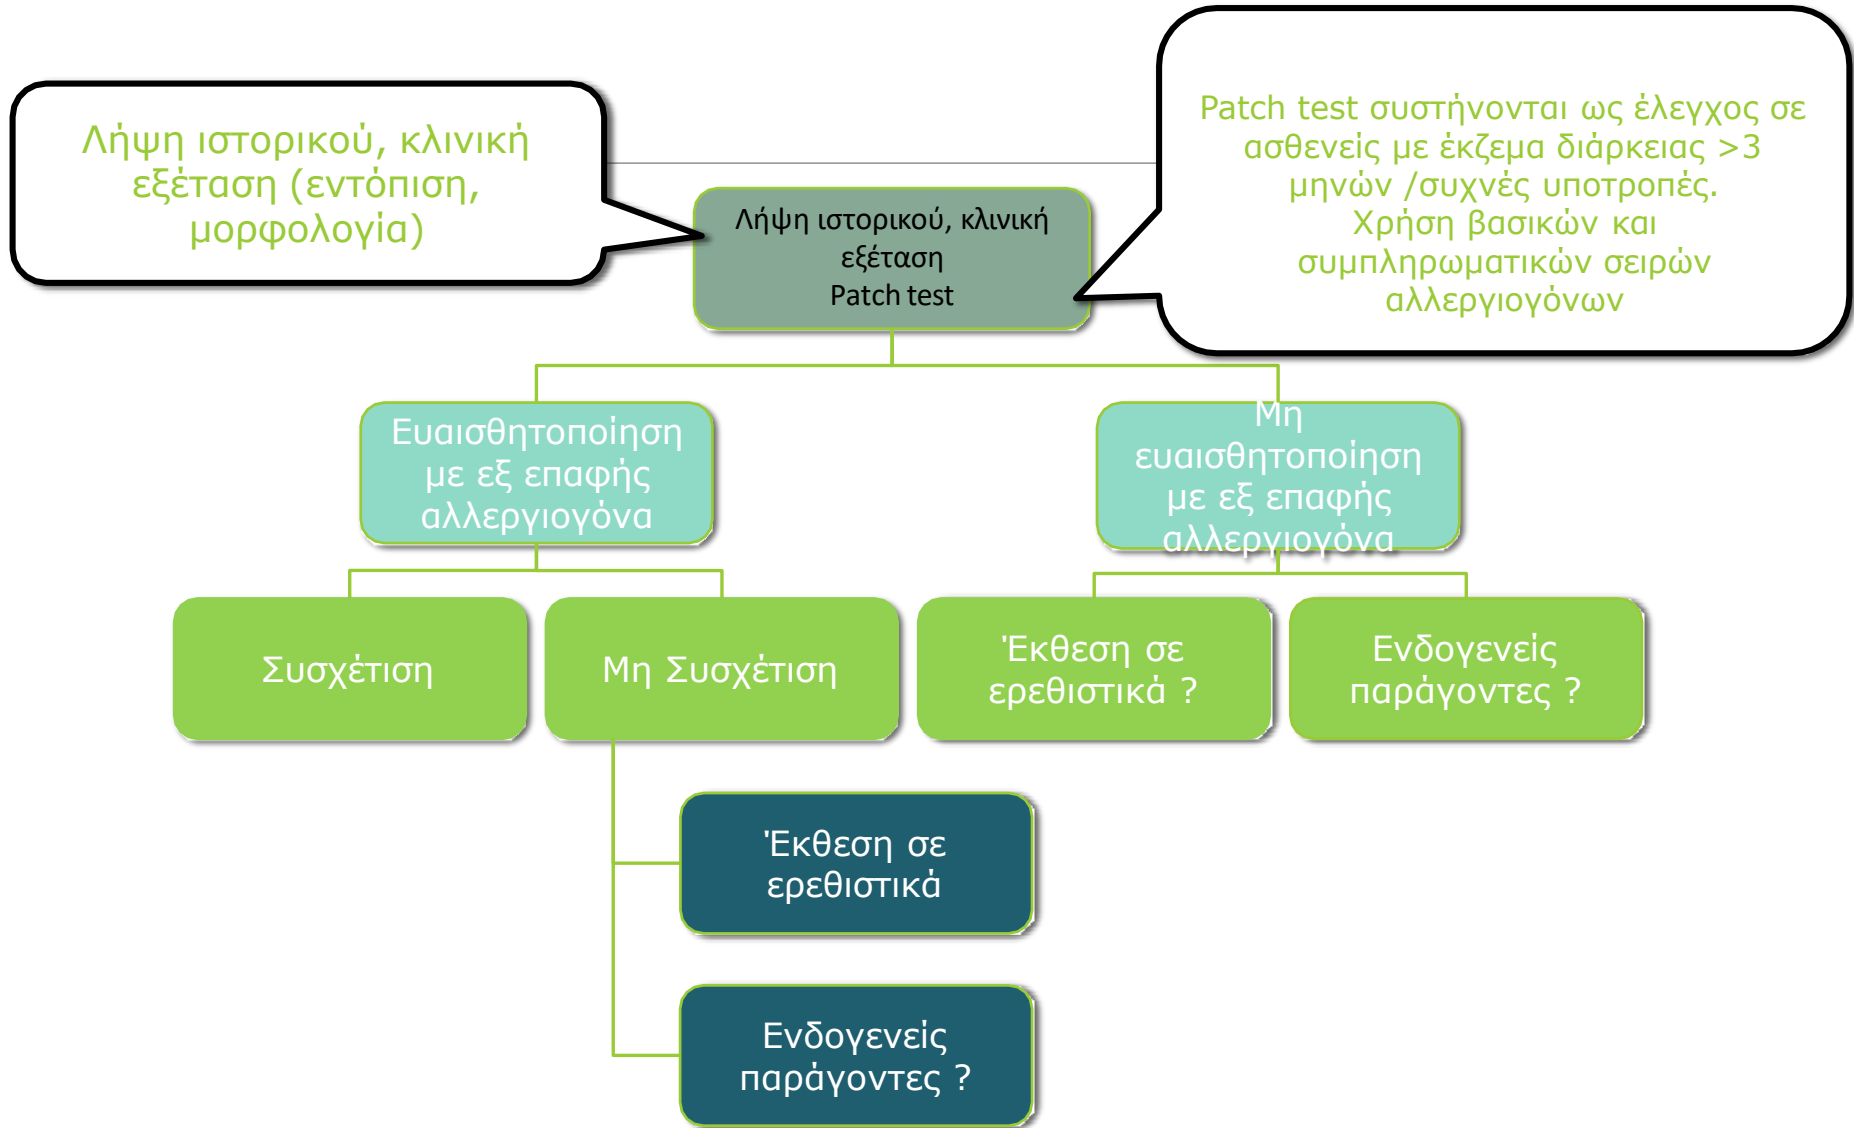 Λήψη ιστορικού, κλινική
εξέταση (εντόπιση,
μορφολογία)
Patch test συστήνονται ως έλεγχος σε
ασθενείς με έκζεμα διάρκειας >3
μηνών /συχνές υποτροπές.
Χρήση βασικών και
συμπληρωματικών σειρών
αλλεργιογόνων
Λήψη ιστορικού, κλινική
εξέταση
Patch test
Ευαισθητοποίηση
με εξ επαφής
αλλεργιογόνα
Μη
ευαισθητοποίηση
με εξ επαφής
αλλεργιογόνα
Συσχέτιση
Μη Συσχέτιση
Έκθεση σε
ερεθιστικά ?
Ενδογενείς
παράγοντες ?
Έκθεση σε
ερεθιστικά
Ενδογενείς
παράγοντες ?